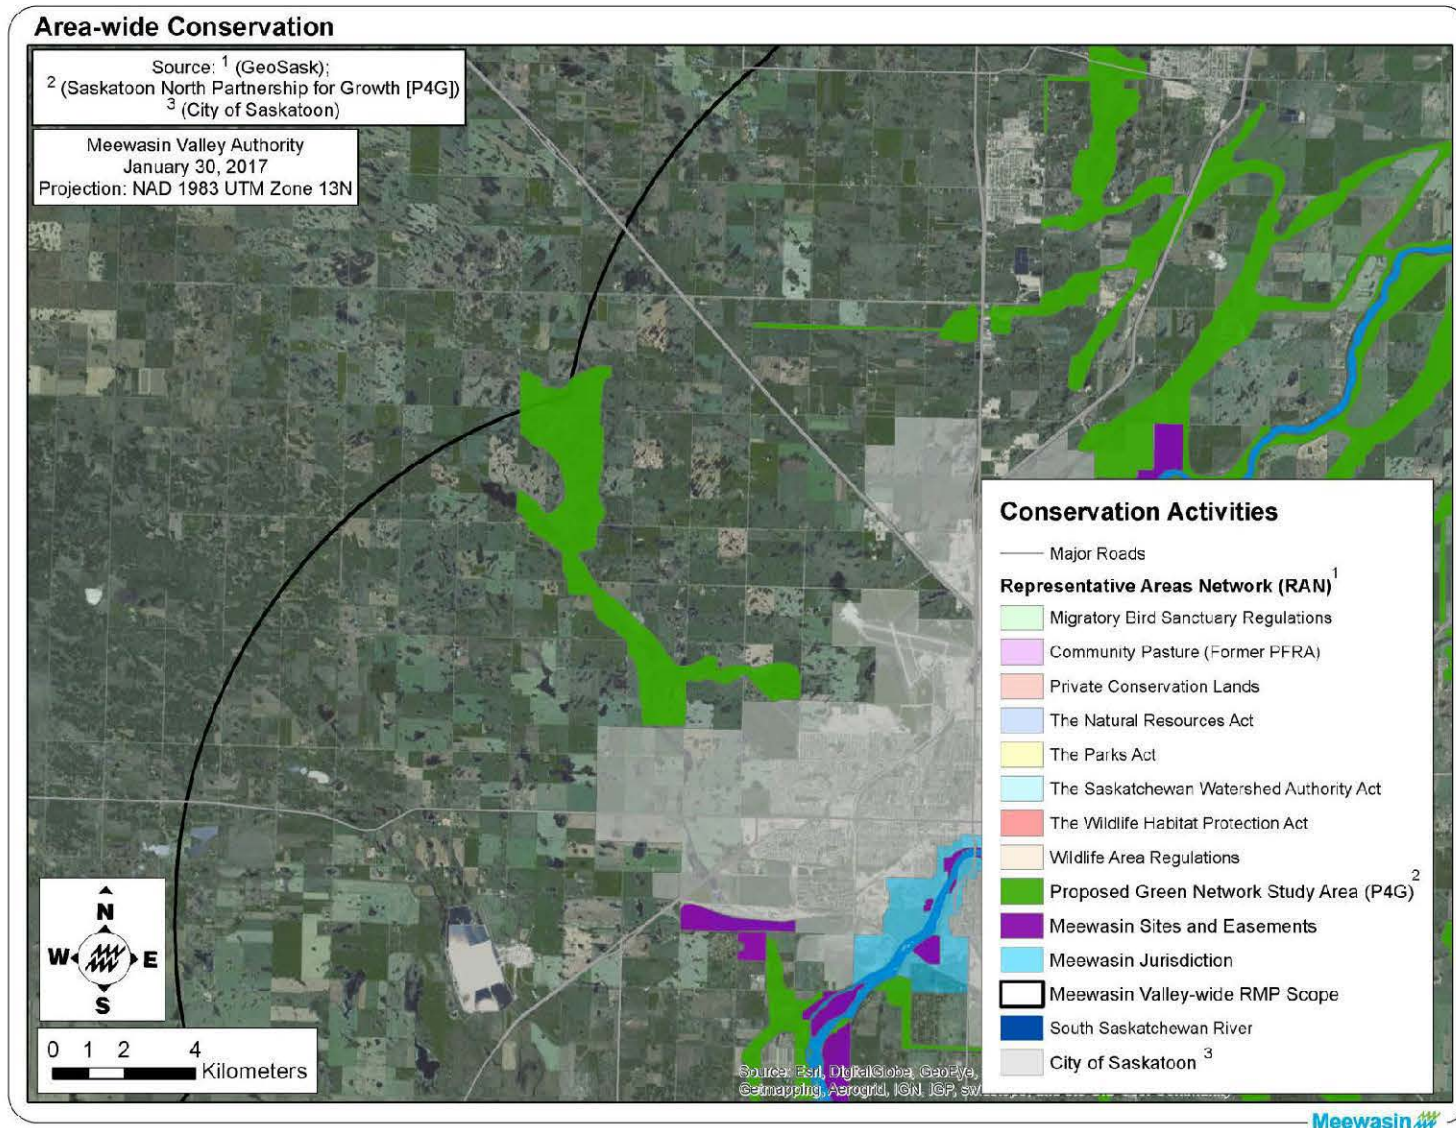 Area-wide Conservation
Source: 1 (GeoSask);
2 (Saskatoon North Partnership for Growth [P4G])
3 (City of Saskatoon)
Meewasin Valley Authority
January 30, 2017
Projection: NAD 1983 UTM Zone 13N
Conservation Activities
Major Roads
Representative Areas Network (RAN)1
Migratory Bird Sanctuary Regulations
Community Pasture (Former PFRA)
Private Conservation Lands
The Natural Resources Act
The Parks Act
The Saskatchewan Watershed Authority Act
The Wildlife Habitat Protection Act
Wildlife Area Regulations
Proposed Green Network Study Area (P4G)2
Meewasin Sites and Easements
Meewasin Jurisdiction
Meewasin Valley-wide RMP Scope
South Saskatchewan River
City of Saskatoon 3
N
W E
S
0 1 2 4
Kilometers
Source: Esri, DigitalGlobe, GeoEye,
Getmapping, Aerogrid, IGN, IGP,
Meewasin